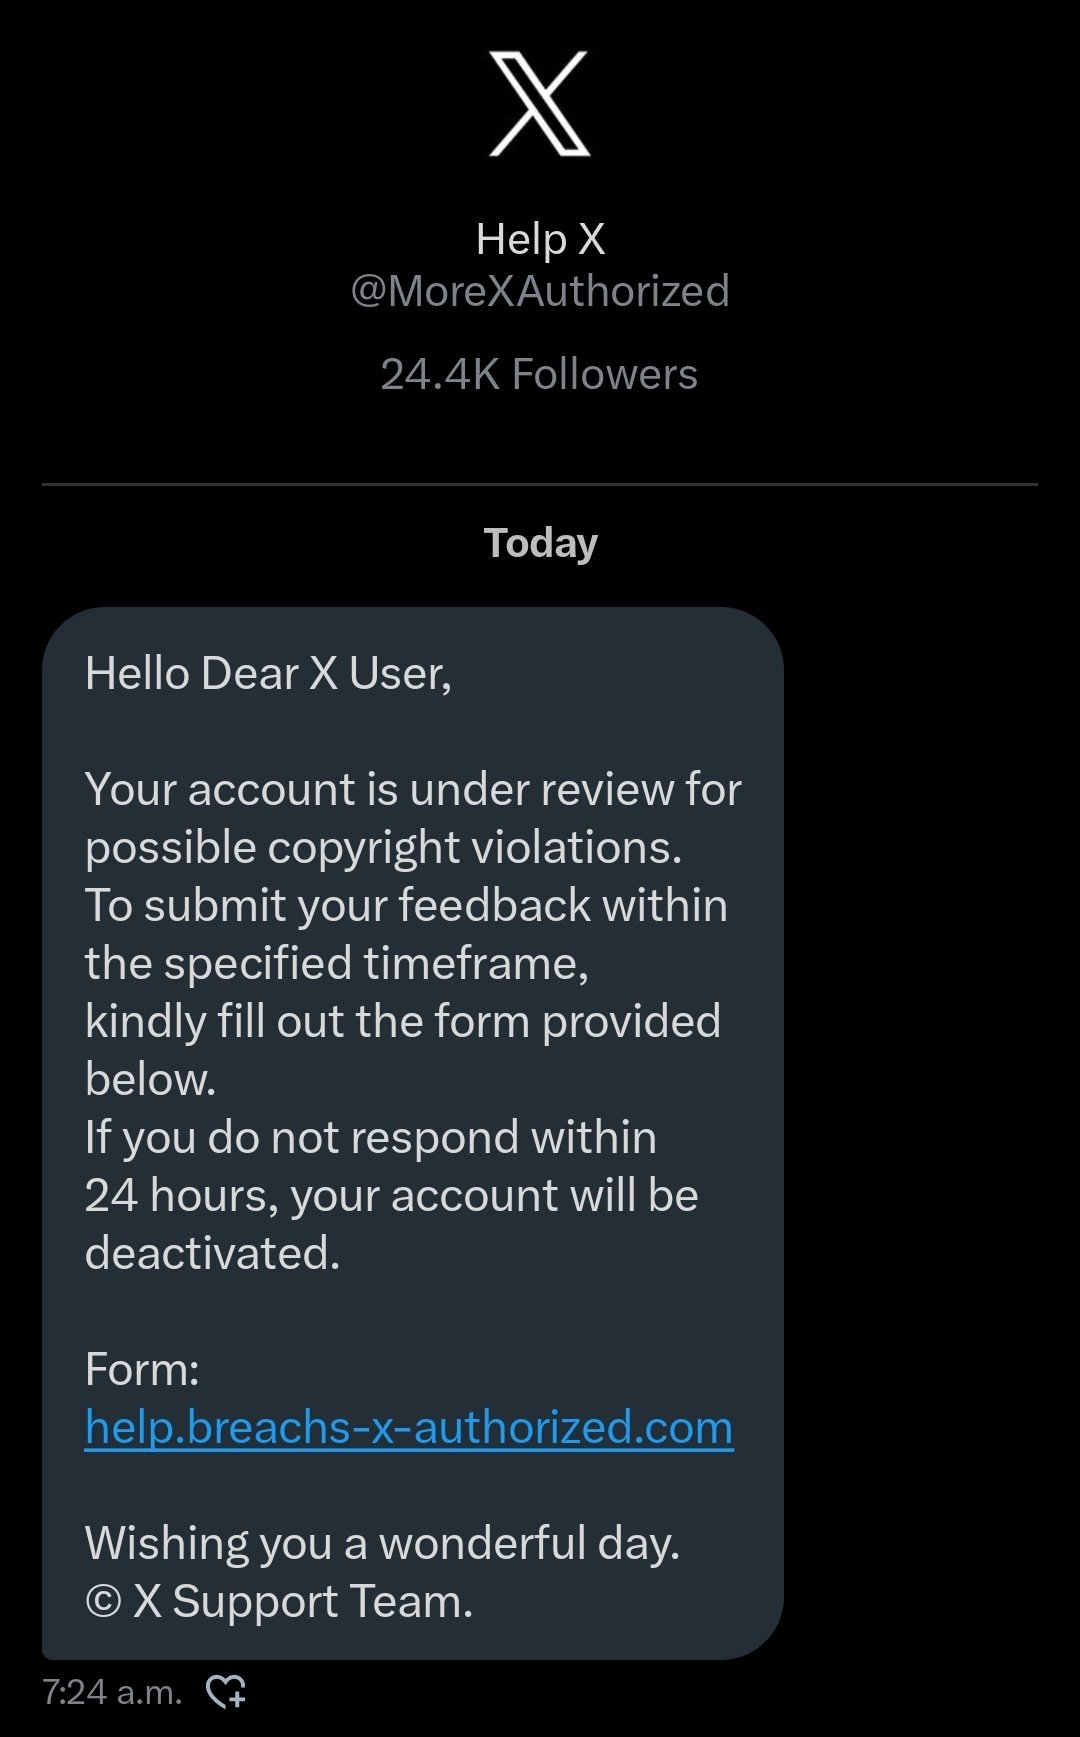 Help X
@MoreXAuthorized
24.4K Followers
Today
Hello Dear X User,
Your account is under review for
possible copyright violations.
To submit your feedback within
the specified timeframe,
kindly fill out the form provided
below.
If you do not respond within
24 hours, your account will be
deactivated.
Form:
help.breachs-x-authorized.com
Wishing you a wonderful day.
© X Support Team.
7:24 a.m.